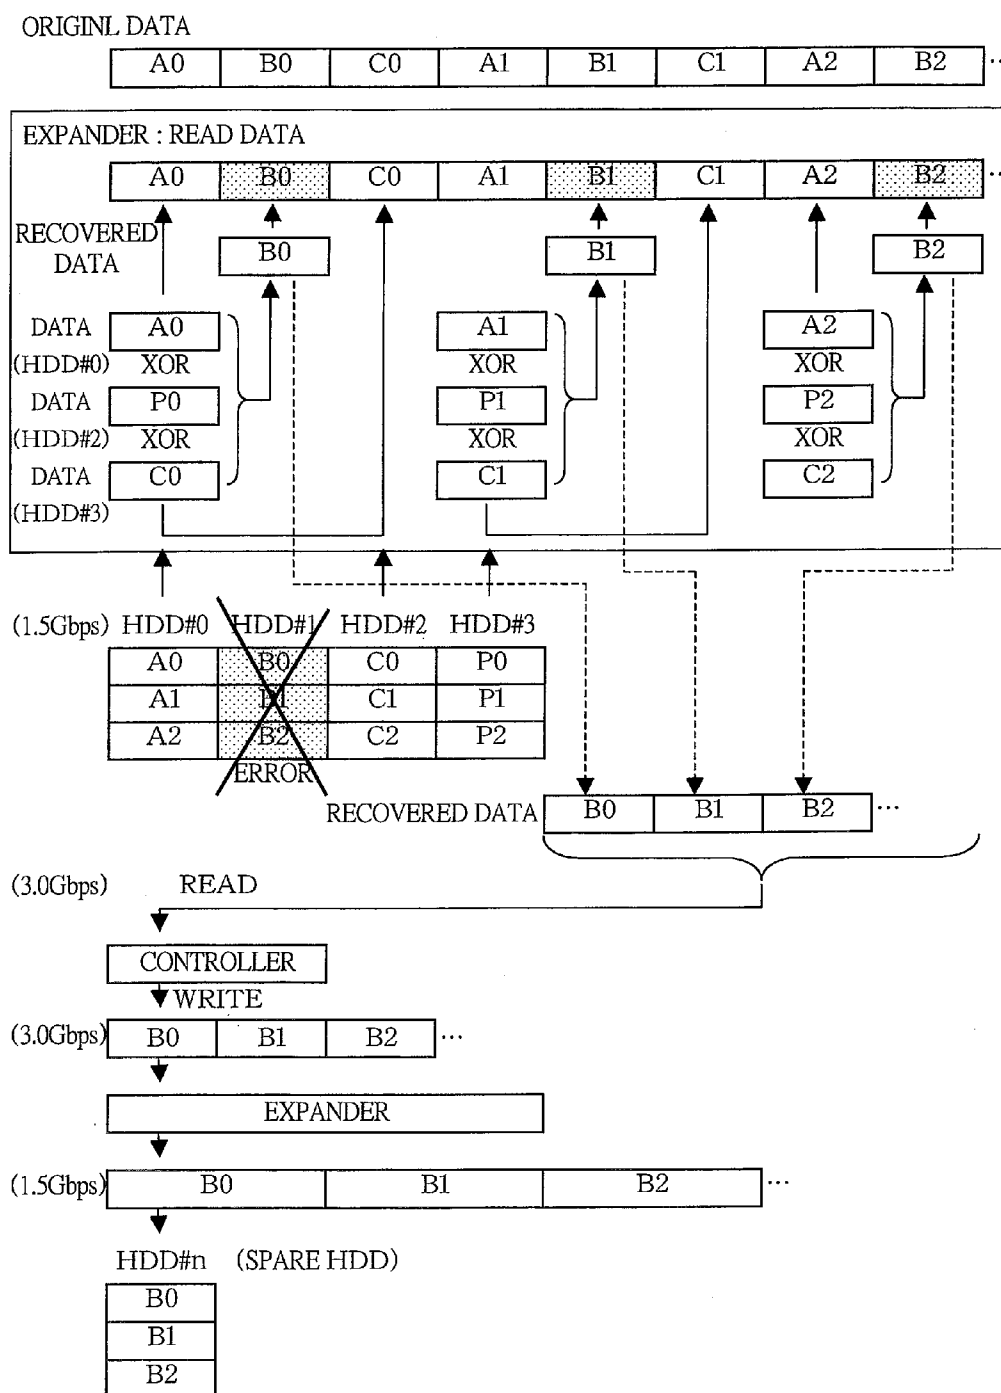 ORIGINL DATA
A0 B0 C0 A1 B1 C1 A2 B2 ...
EXPANDER : READ DATA
A0 B0 C0 A1 B1 C1 A2 B2 ...
RECOVERED DATA
B0 B1 B2
DATA (HDD#0) A0 A1 A2
XOR XOR XOR
DATA (HDD#2) P0 P1 P2
XOR XOR XOR
DATA (HDD#3) C0 C1 C2
(1.5Gbps) HDD#0 HDD#1 HDD#2 HDD#3
A0 B0 C0 P0
A1 B1 C1 P1
A2 B2 C2 P2
ERROR
RECOVERED DATA B0 B1 B2 ...
(3.0Gbps) READ
CONTROLLER
WRITE
(3.0Gbps) B0 B1 B2 ...
EXPANDER
(1.5Gbps) B0 B1 B2 ...
HDD#n (SPARE HDD)
B0
B1
B2